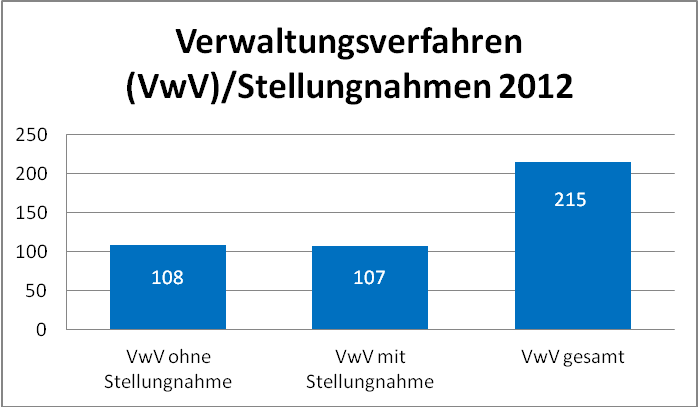 Verwaltungsverfahren
(VwV)/Stellungnahmen 2012
250
200
150
100
50
0
108
107
215
VwV ohne
Stellungnahme
VwV mit
Stellungnahme
VwV gesamt